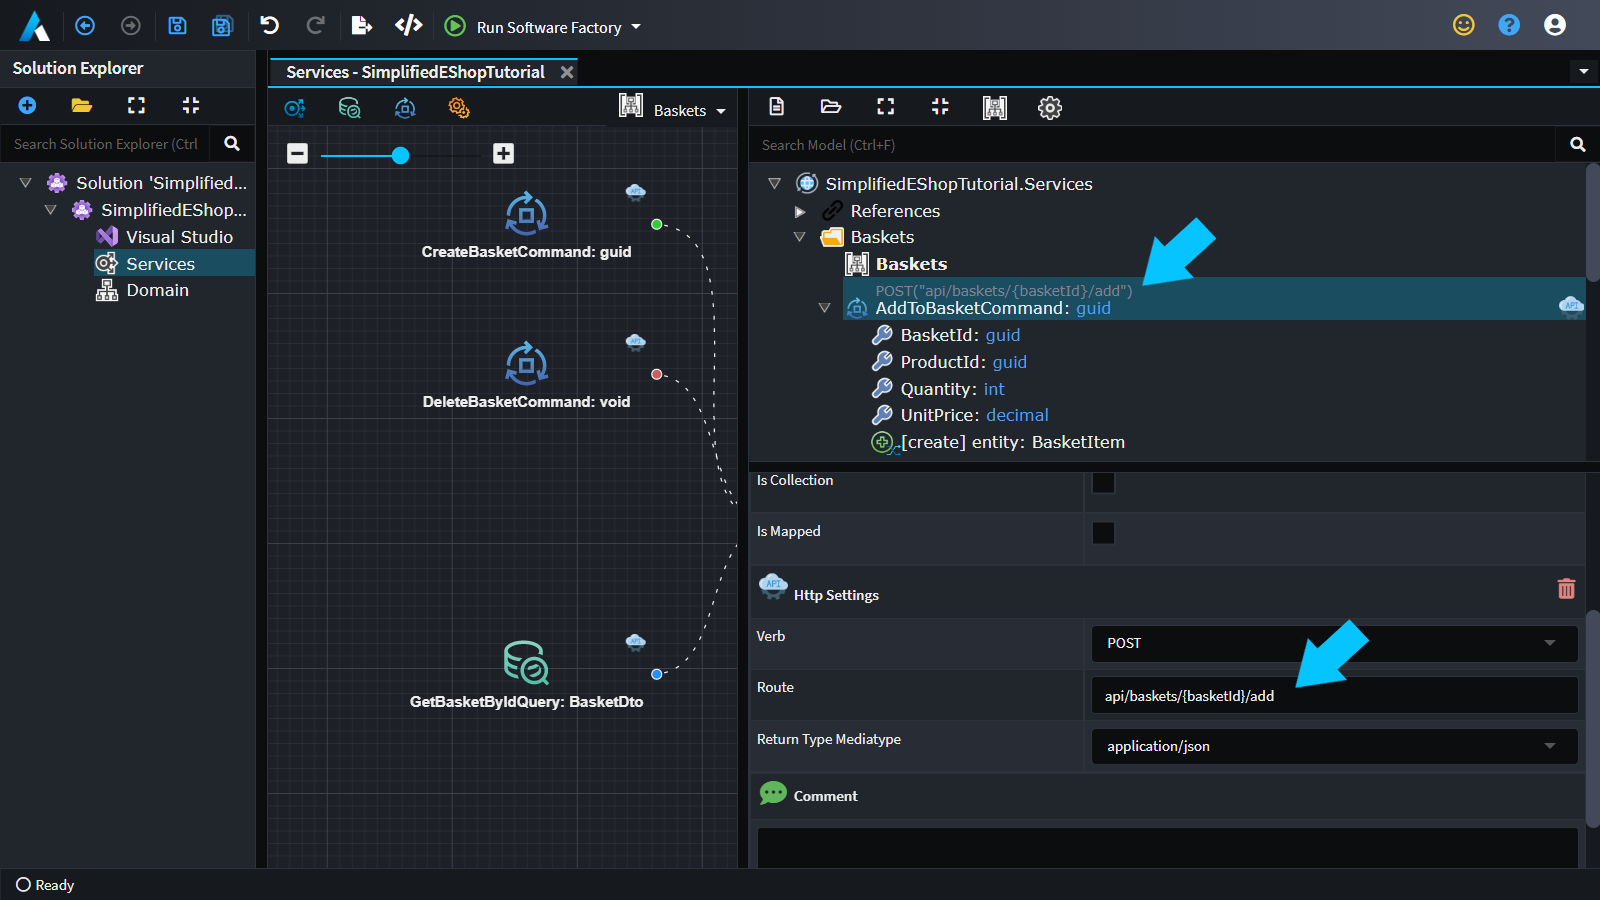 Run Software Factory
Solution Explorer
Search Solution Explorer (Ctrl
Solution 'Simplified...
SimplifiedEShop...
Visual Studio
Services
Domain
Services - SimplifiedEShopTutorial
Baskets
CreateBasketCommand: guid
DeleteBasketCommand: void
GetBasketByIdQuery: BasketDto
Search Model (Ctrl+F)
SimplifiedEShopTutorial.Services
References
Baskets
Baskets
POST("api/baskets/{basketId}/add")
AddToBasketCommand: guid
BasketId: guid
ProductId: guid
Quantity: int
UnitPrice: decimal
[create] entity: BasketItem
Is Collection
Is Mapped
API
Http Settings
Verb
POST
Route
api/baskets/{basketId}/add
Return Type Mediatype
application/json
Comment
Ready